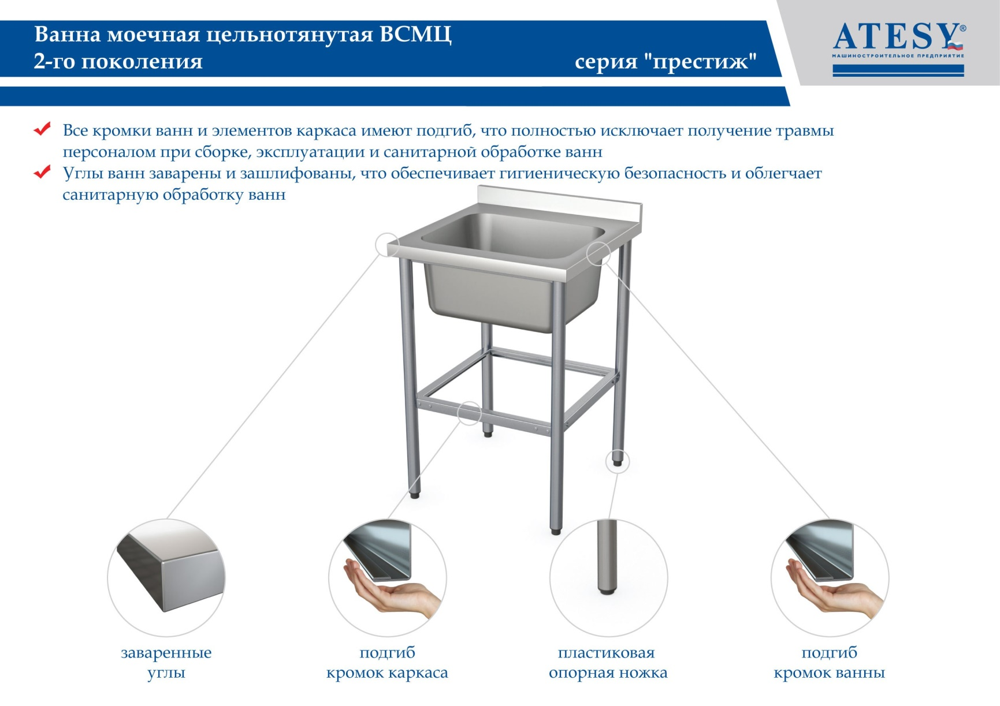 Ванна моечная цельнотянутая ВСМЦ
2-го поколения
серия "престиж"
ATESY®
МАШИНОСТРОИТЕЛЬНОЕ ПРЕДПРИЯТИЕ
Все кромки ванн и элементов каркаса имеют подгиб, что полностью исключает получение травмы
персоналом при сборке, эксплуатации и санитарной обработке ванн
Углы ванн заварены и зашлифованы, что обеспечивает гигиеническую безопасность и облегчает
санитарную обработку ванн
заваренные
углы
подгиб
кромок каркаса
пластиковая
опорная ножка
подгиб
кромок ванны